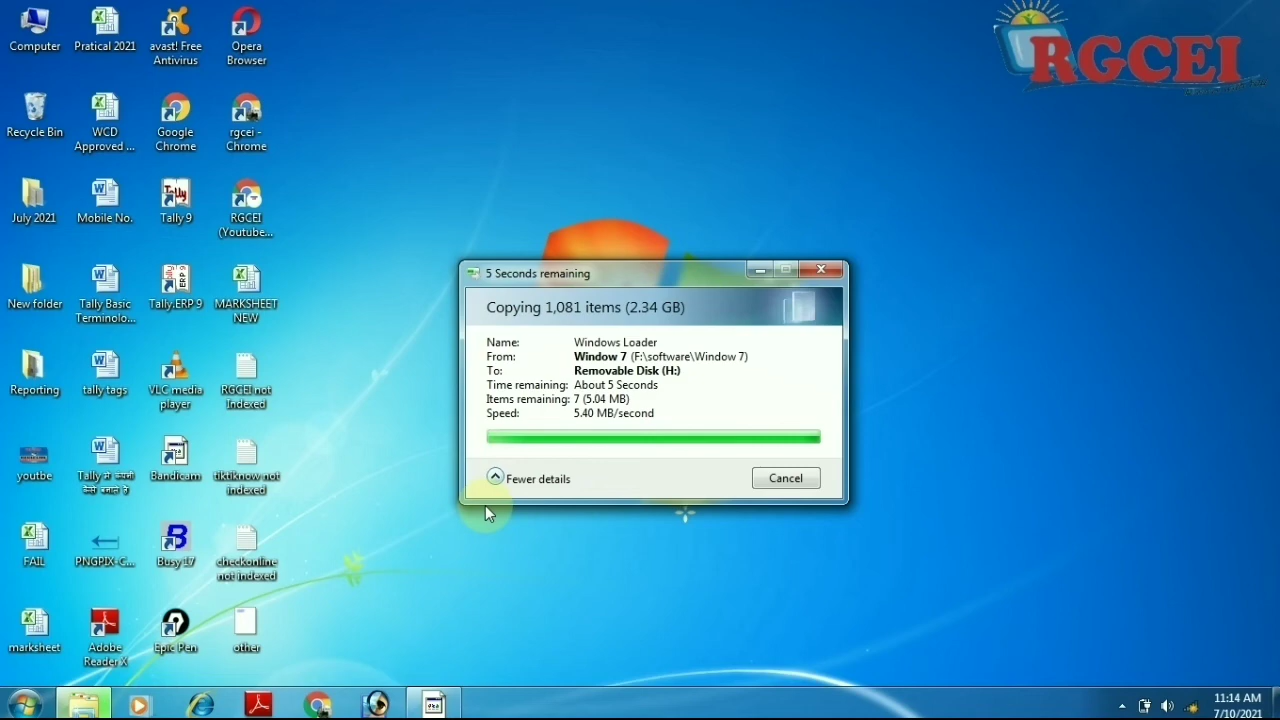 Computer
Pratical 2021
avast! Free
Antivirus
Opera
Browser
RGCEI
Recycle Bin
WCD
Approved ...
Google
Chrome
rgcei -
Chrome
July 2021
Mobile No.
Tally 9
RGCEI
(Youtube...
New folder
Tally Basic
Terminolo...
Tally.ERP 9
MARKSHEET
NEW
Reporting
tally tags
VLC media
player
RGCEI not
Indexed
youtbe
Tally में कंपनी
कैसे बनाते है
Bandicam
tiktiknow not
indexed
FAIL
PNGPIX-C...
Busy 17
checkonline
not indexed
marksheet
Adobe
Reader X
Epic Pen
other
5 Seconds remaining
Copying 1,081 items (2.34 GB)
Name: Windows Loader
From: Window 7 (F:\software\Window 7)
To: Removable Disk (H:)
Time remaining: About 5 Seconds
Items remaining: 7 (5.04 MB)
Speed: 5.40 MB/second
Fewer details
Cancel
11:14 AM
7/10/2021